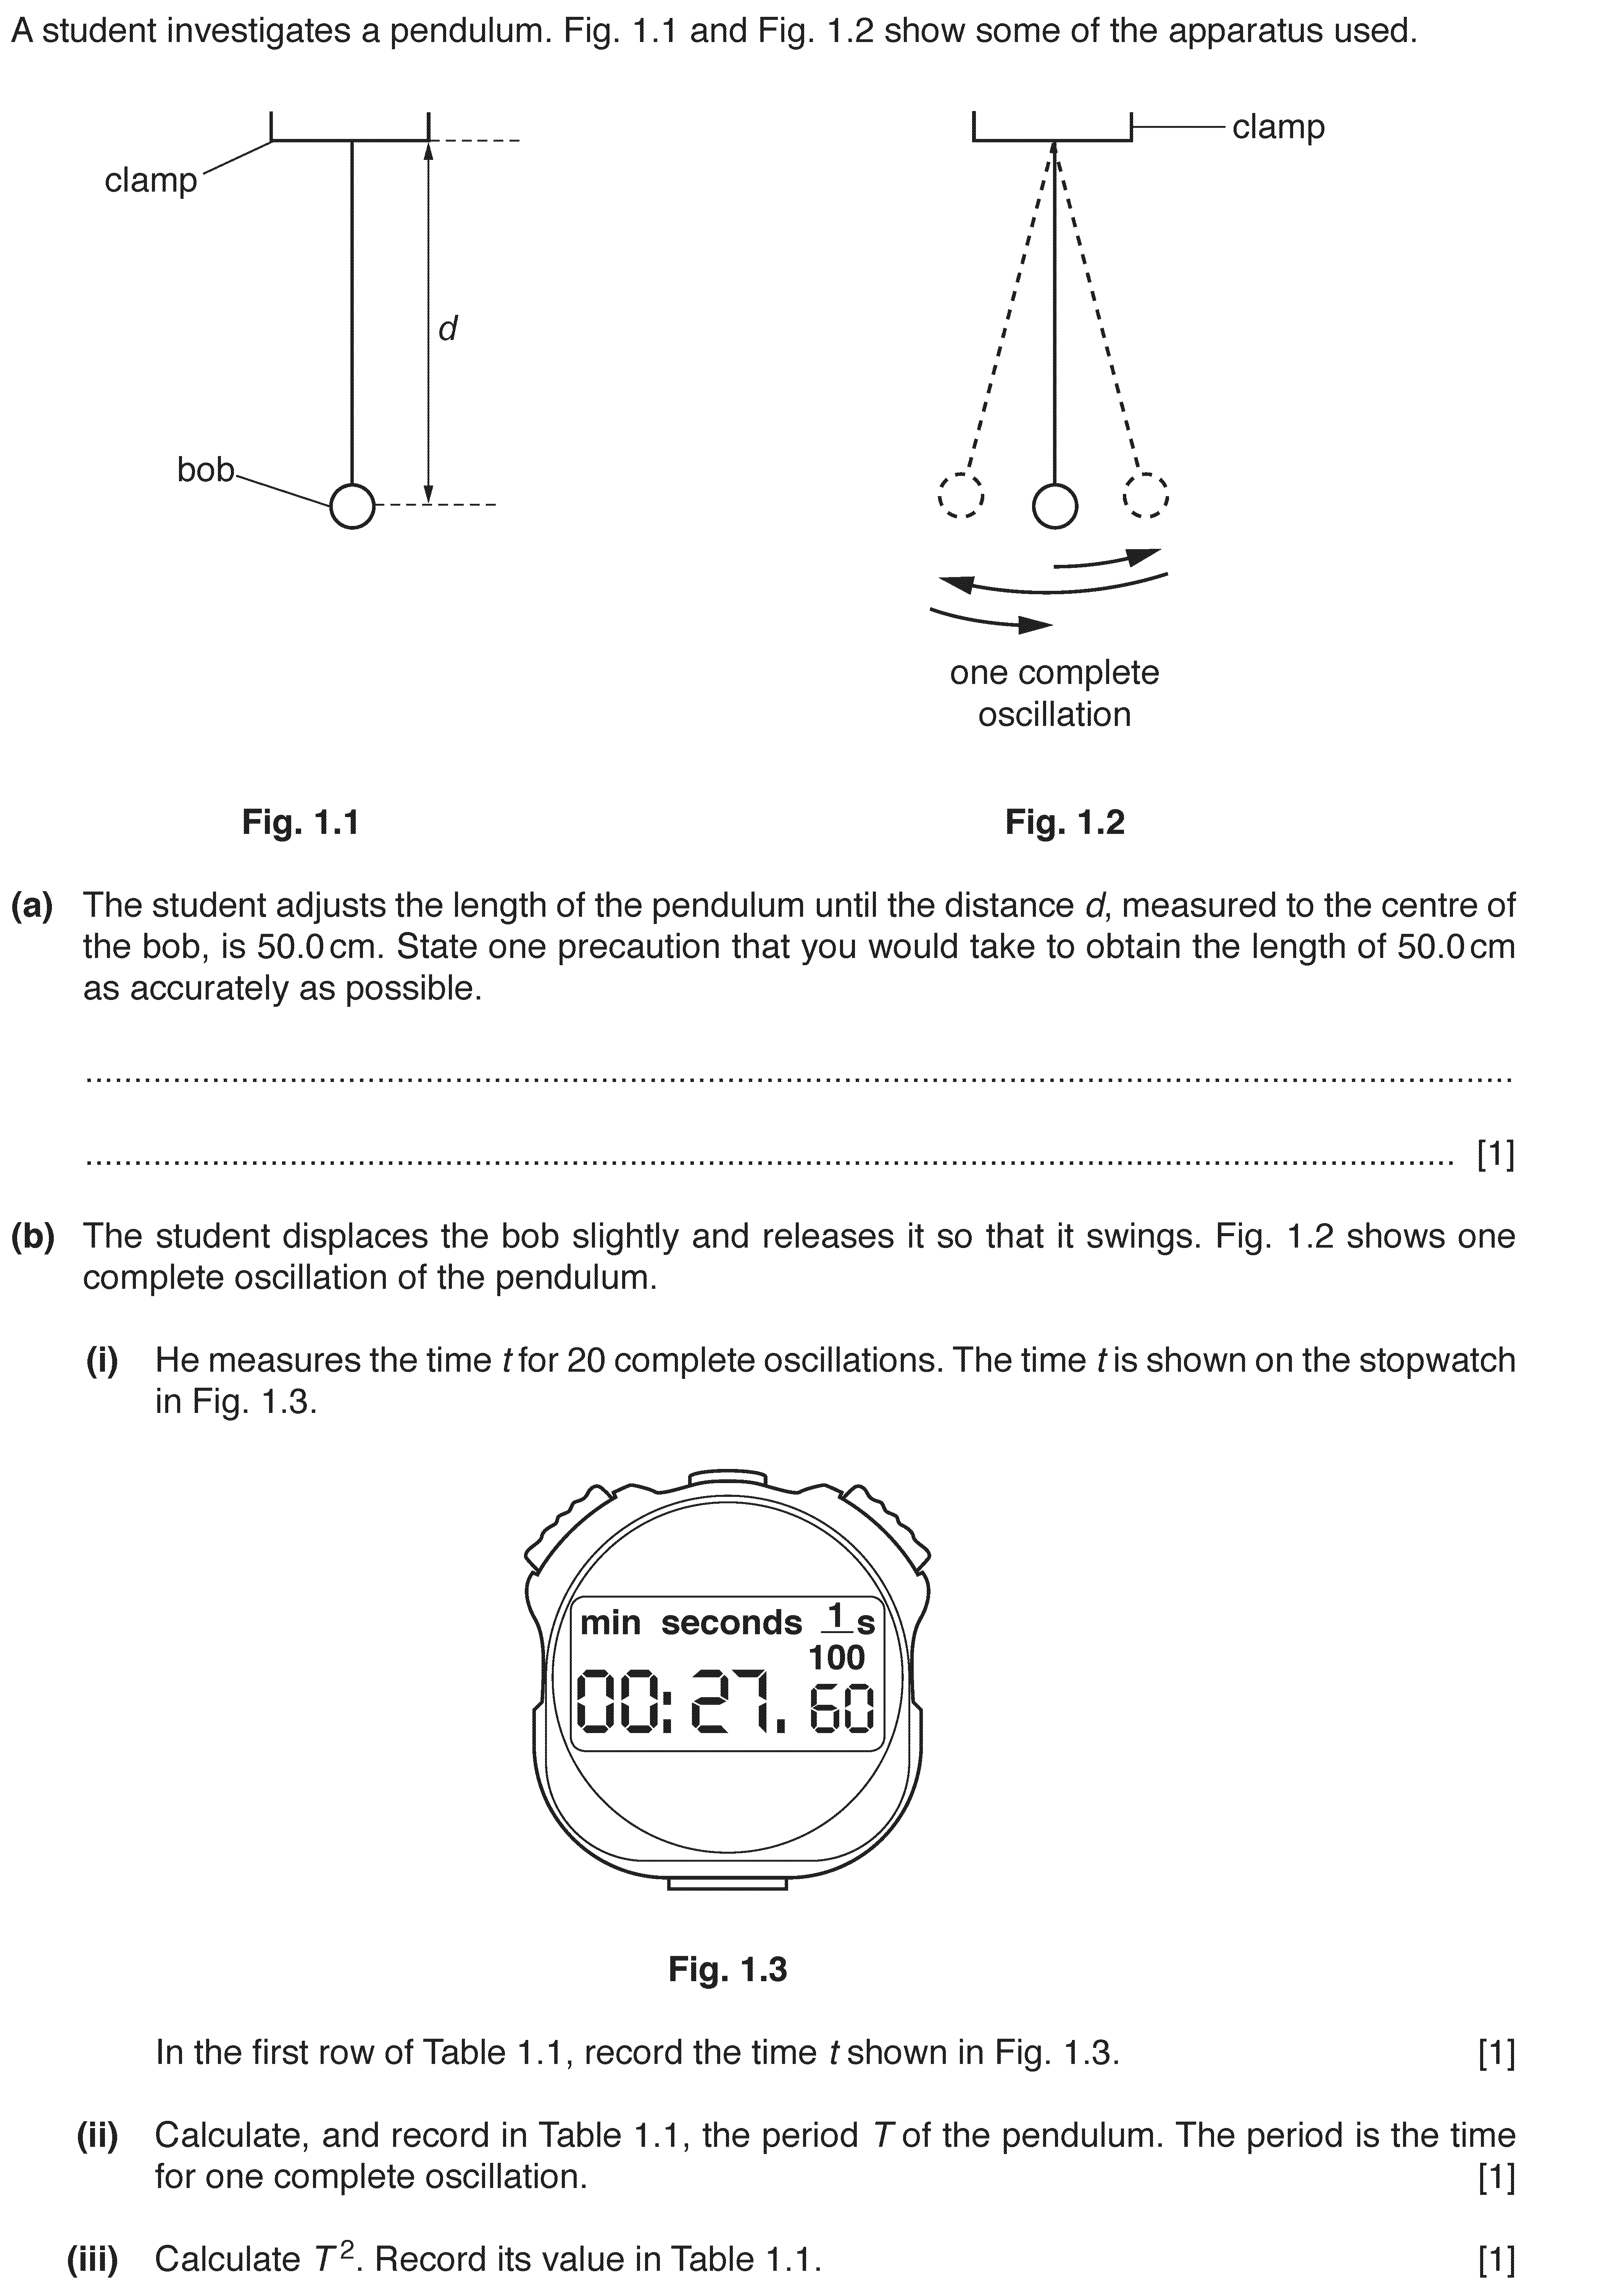 A student investigates a pendulum. Fig. 1.1 and Fig. 1.2 show some of the apparatus used.
clamp
d
bob
clamp
one complete
oscillation
Fig. 1.1
Fig. 1.2
(a) The student adjusts the length of the pendulum until the distance d, measured to the centre of
the bob, is 50.0 cm. State one precaution that you would take to obtain the length of 50.0 cm
as accurately as possible.
[1]
(b) The student displaces the bob slightly and releases it so that it swings. Fig. 1.2 shows one
complete oscillation of the pendulum.
(i) He measures the time t for 20 complete oscillations. The time t is shown on the stopwatch
in Fig. 1.3.
min seconds 1/100 s
00:27.60
Fig. 1.3
In the first row of Table 1.1, record the time t shown in Fig. 1.3. [1]
(ii) Calculate, and record in Table 1.1, the period T of the pendulum. The period is the time
for one complete oscillation. [1]
(iii) Calculate T². Record its value in Table 1.1. [1]